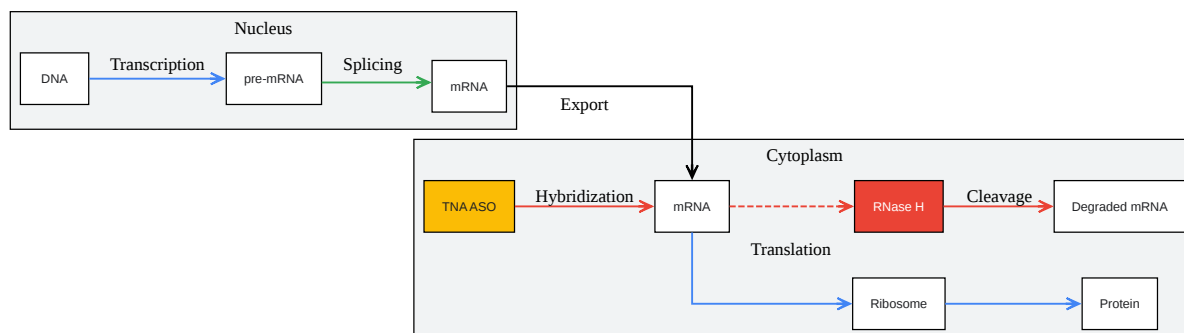 Nucleus
DNA
Transcription
pre-mRNA
Splicing
mRNA
Export
Cytoplasm
TNA ASO
Hybridization
mRNA
RNase H
Cleavage
Degraded mRNA
Translation
Ribosome
Protein